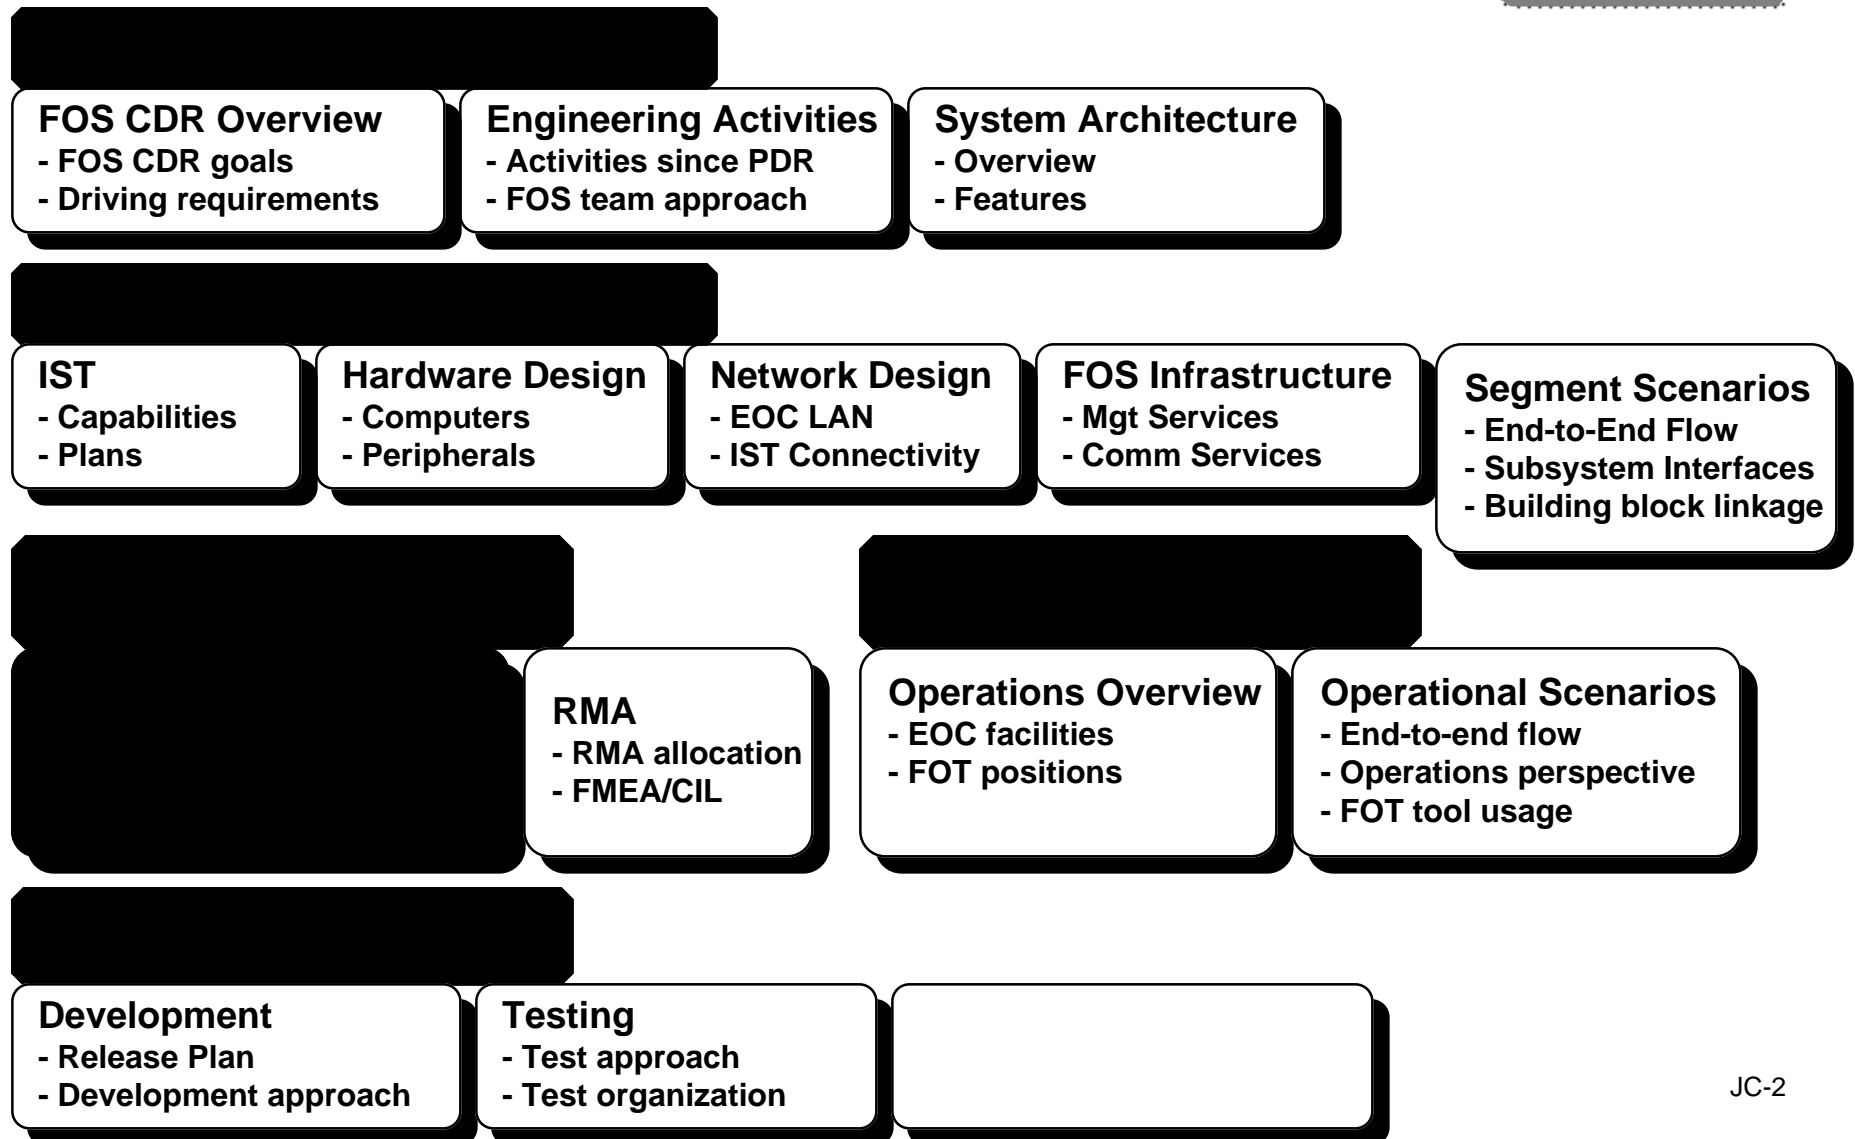 FOS CDR Overview
- FOS CDR goals
- Driving requirements
Engineering Activities
- Activities since PDR
- FOS team approach
System Architecture
- Overview
- Features
IST
- Capabilities
- Plans
Hardware Design
- Computers
- Peripherals
Network Design
- EOC LAN
- IST Connectivity
FOS Infrastructure
- Mgt Services
- Comm Services
Segment Scenarios
- End-to-End Flow
- Subsystem Interfaces
- Building block linkage
RMA
- RMA allocation
- FMEA/CIL
Operations Overview
- EOC facilities
- FOT positions
Operational Scenarios
- End-to-end flow
- Operations perspective
- FOT tool usage
Development
- Release Plan
- Development approach
Testing
- Test approach
- Test organization
JC-2